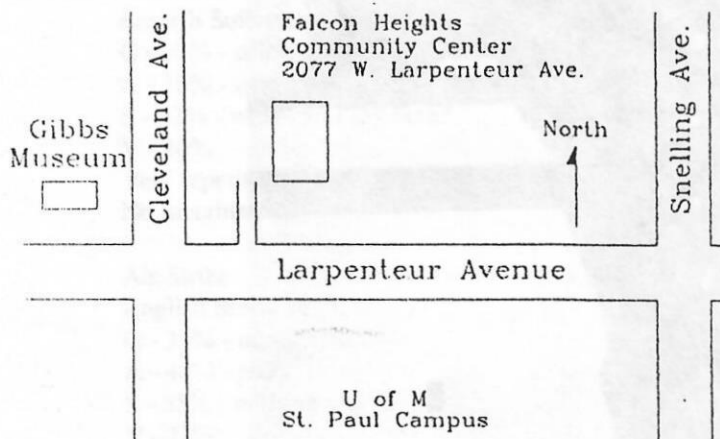 Falcon Heights
Community Center
2077 W. Larpenteur Ave.
Cleveland Ave.
Snelling Ave.
Gibbs
Museum
North
Larpenteur Avenue
U of M
St. Paul Campus